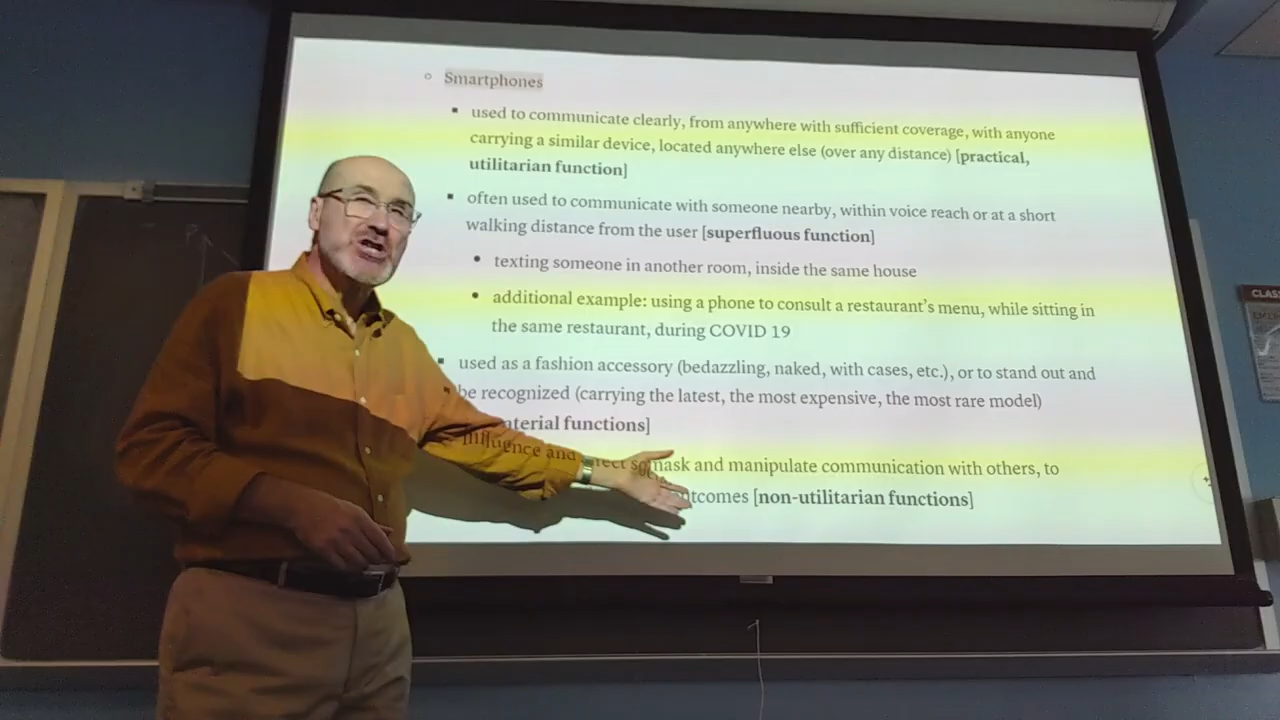 Smartphones
used to communicate clearly, from anywhere with sufficient coverage, with anyone
carrying a similar device, located anywhere else (over any distance) [practical,
utilitarian function]
often used to communicate with someone nearby, within voice reach or at a short
walking distance from the user [superfluous function]
texting someone in another room, inside the same house
additional example: using a phone to consult a restaurant's menu, while sitting in
the same restaurant, during COVID 19
used as a fashion accessory (bedazzling, naked, with cases, etc.), or to stand out and
be recognized (carrying the latest, the most expensive, the most rare model)
functions]
influence and mask and manipulate communication with others, to
[non-utilitarian functions]
CLAS